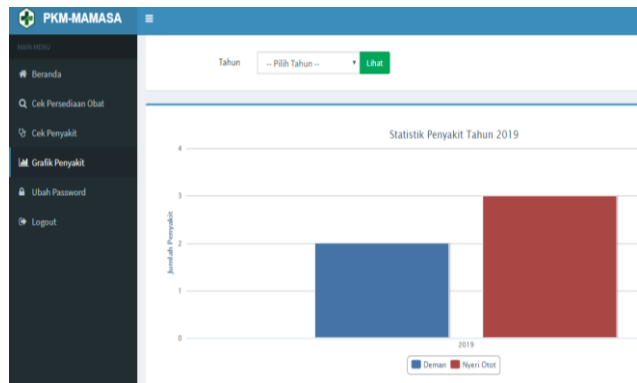 PKM-MAMASA
MAIN MENU
Beranda
Cek Persediaan Obat
Cek Penyakit
Grafik Penyakit
Ubah Password
Logout
Tahun
-- Pilih Tahun --
Lihat
Statistik Penyakit Tahun 2019
Jumlah Penyakit
4
3
2
1
0
2019
Deman Nyeri Otot